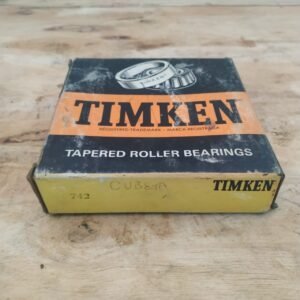 TIMKEN
REGISTERED TRADEMARK • MARCA REGISTRADA
TAPERED ROLLER BEARINGS
TIMKEN
742